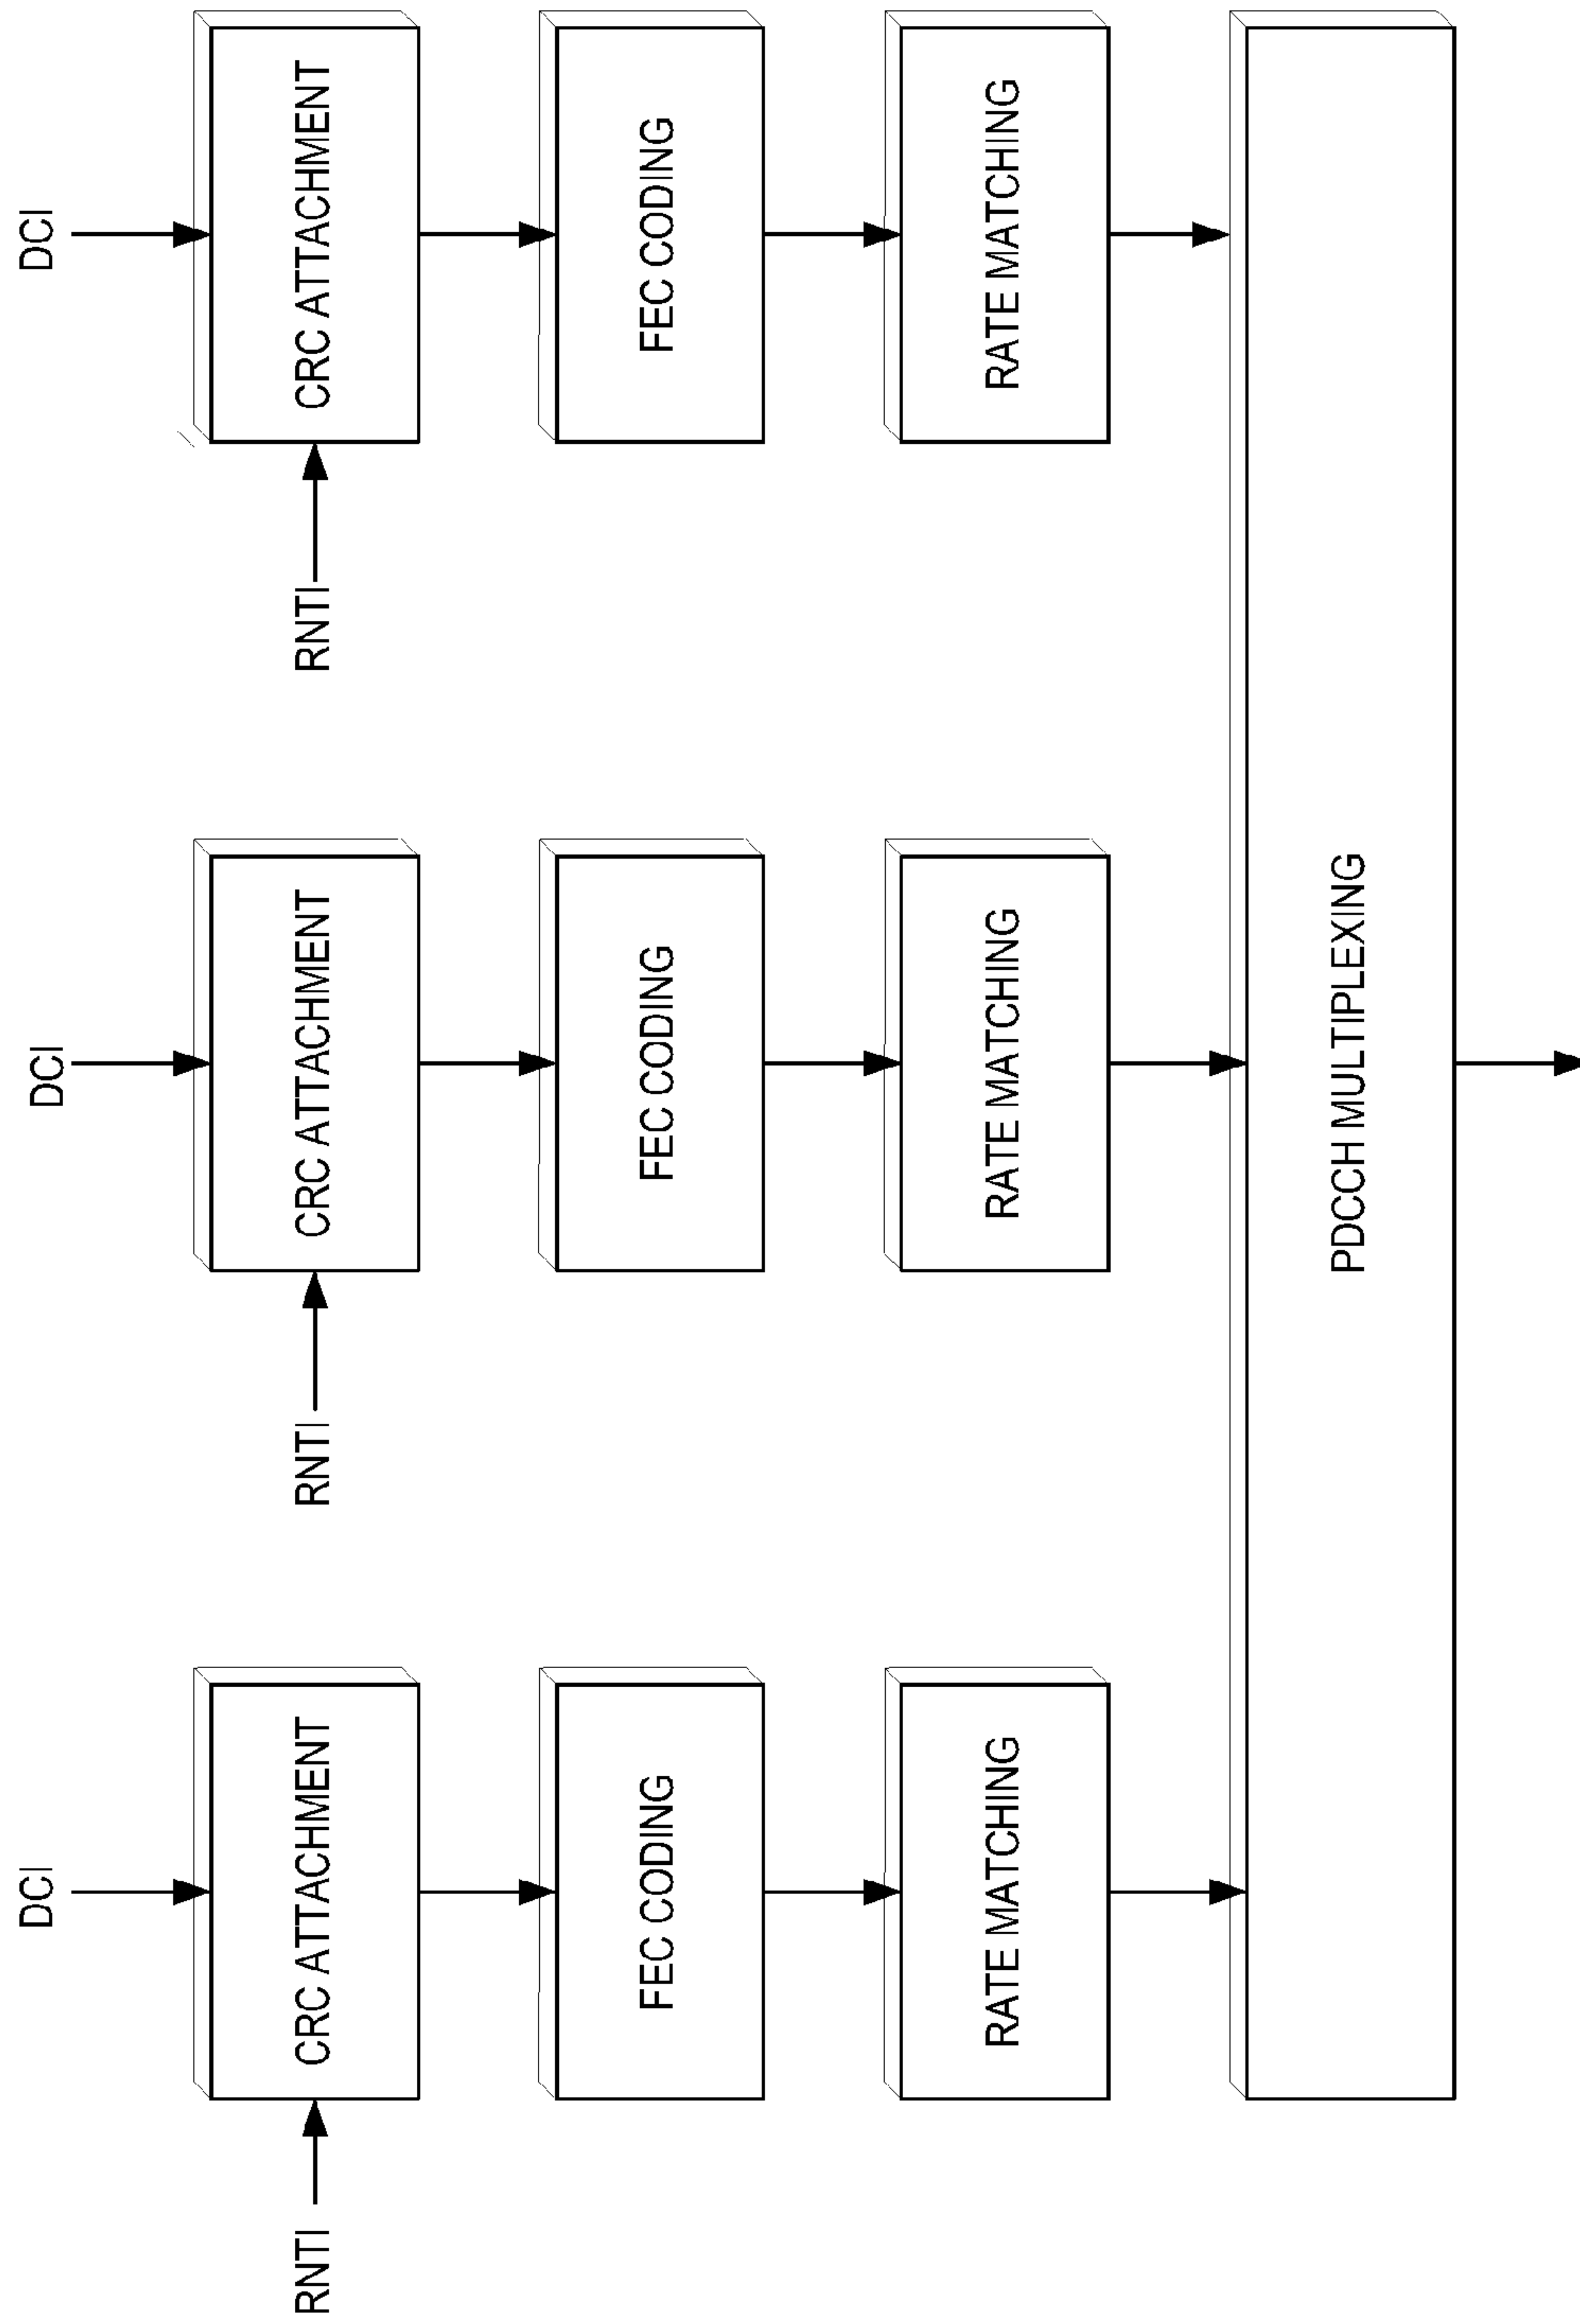 DCI
DCI
DCI
RNTI
CRC ATTACHMENT
RNTI
CRC ATTACHMENT
RNTI
CRC ATTACHMENT
FEC CODING
FEC CODING
FEC CODING
RATE MATCHING
RATE MATCHING
RATE MATCHING
PDCCH MULTIPLEXING